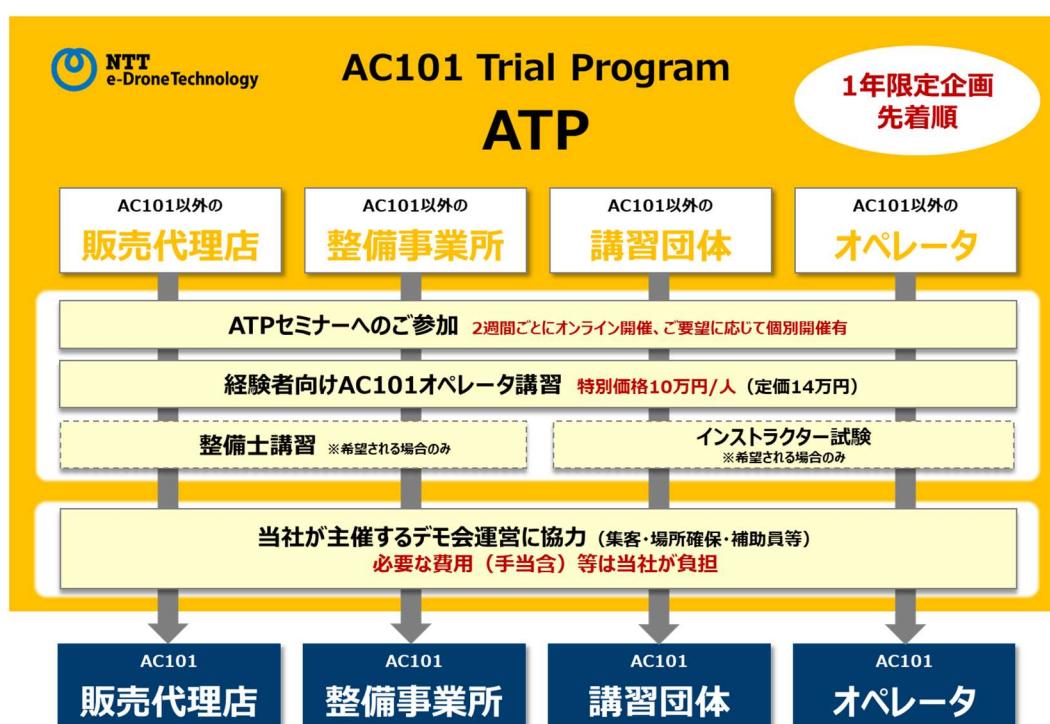 NTT
e-DroneTechnology
AC101 Trial Program
ATP
1年限定企画
先着順
AC101以外の
販売代理店
AC101以外の
整備事業所
AC101以外の
講習団体
AC101以外の
オペレータ
ATPセミナーへのご参加 2週間ごとにオンライン開催、ご要望に応じて個別開催有
経験者向けAC101オペレータ講習 特別価格10万円/人（定価14万円）
整備士講習 ※希望される場合のみ
インストラクター試験
※希望される場合のみ
当社が主催するデモ会運営に協力（集客・場所確保・補助員等）
必要な費用（手当含）等は当社が負担
AC101
販売代理店
AC101
整備事業所
AC101
講習団体
AC101
オペレータ